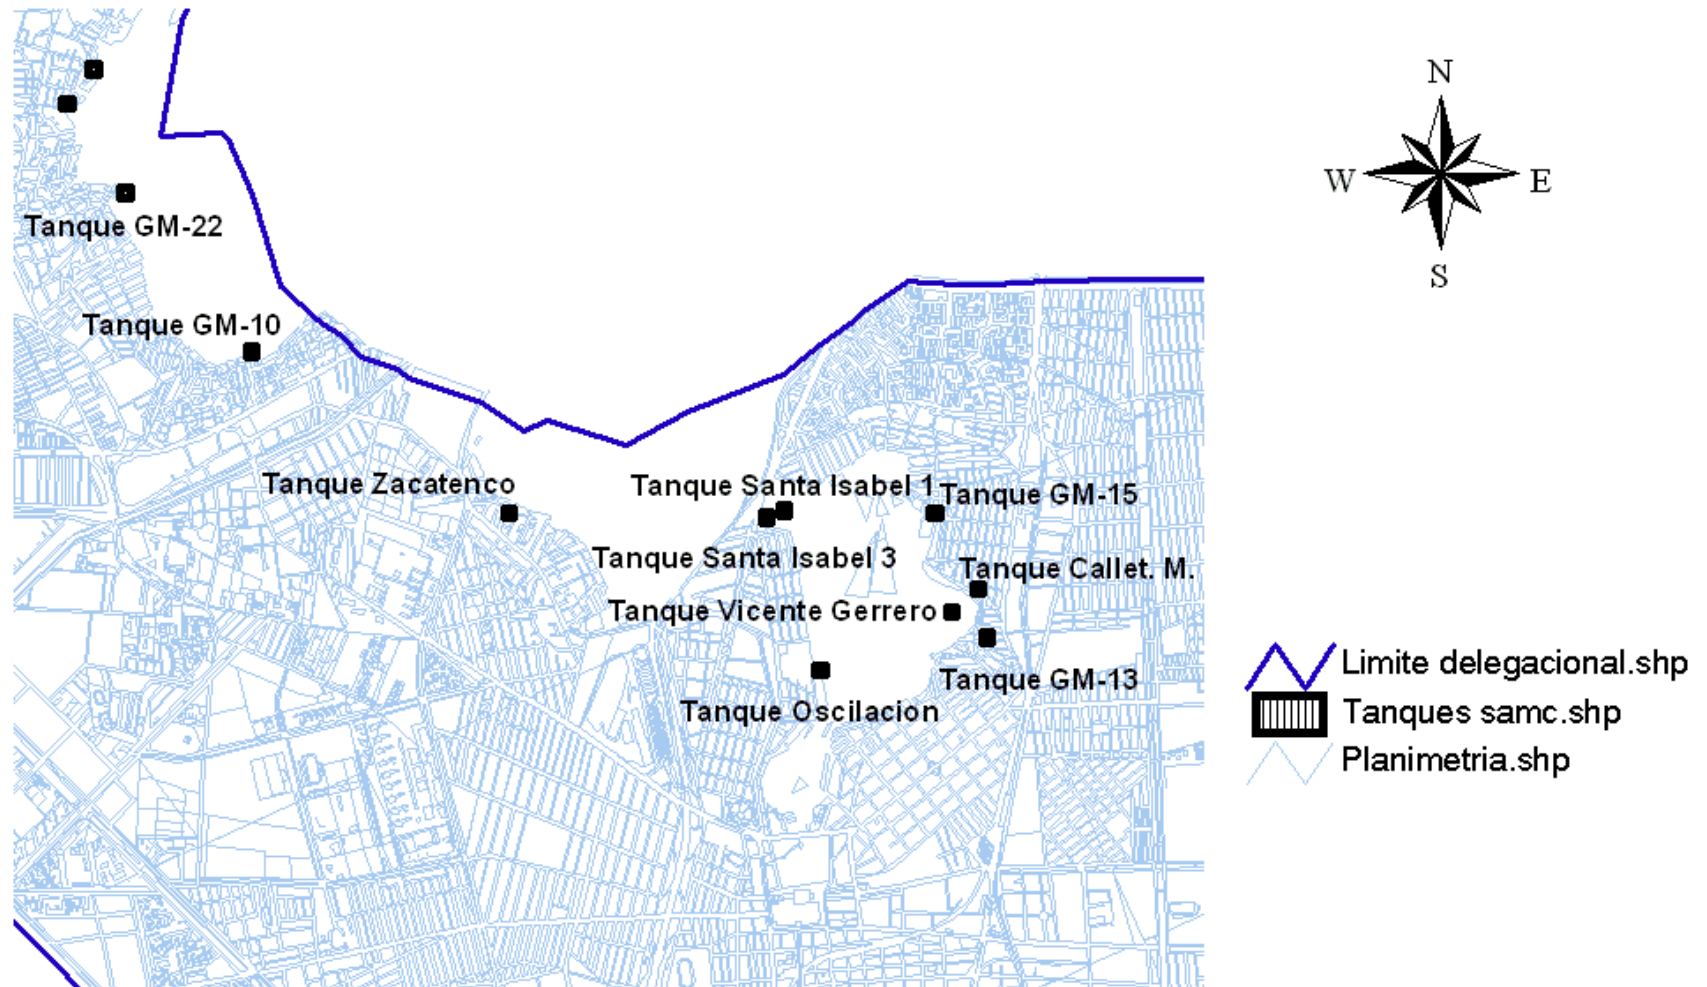 N
W E
S
Tanque GM-22
Tanque GM-10
Tanque Zacatenco
Tanque Santa Isabel 1
Tanque GM-15
Tanque Santa Isabel 3
Tanque Callet. M.
Tanque Vicente Gerrero
Tanque GM-13
Tanque Oscilacion
Limite delegacional.shp
Tanques samc.shp
Planimetria.shp